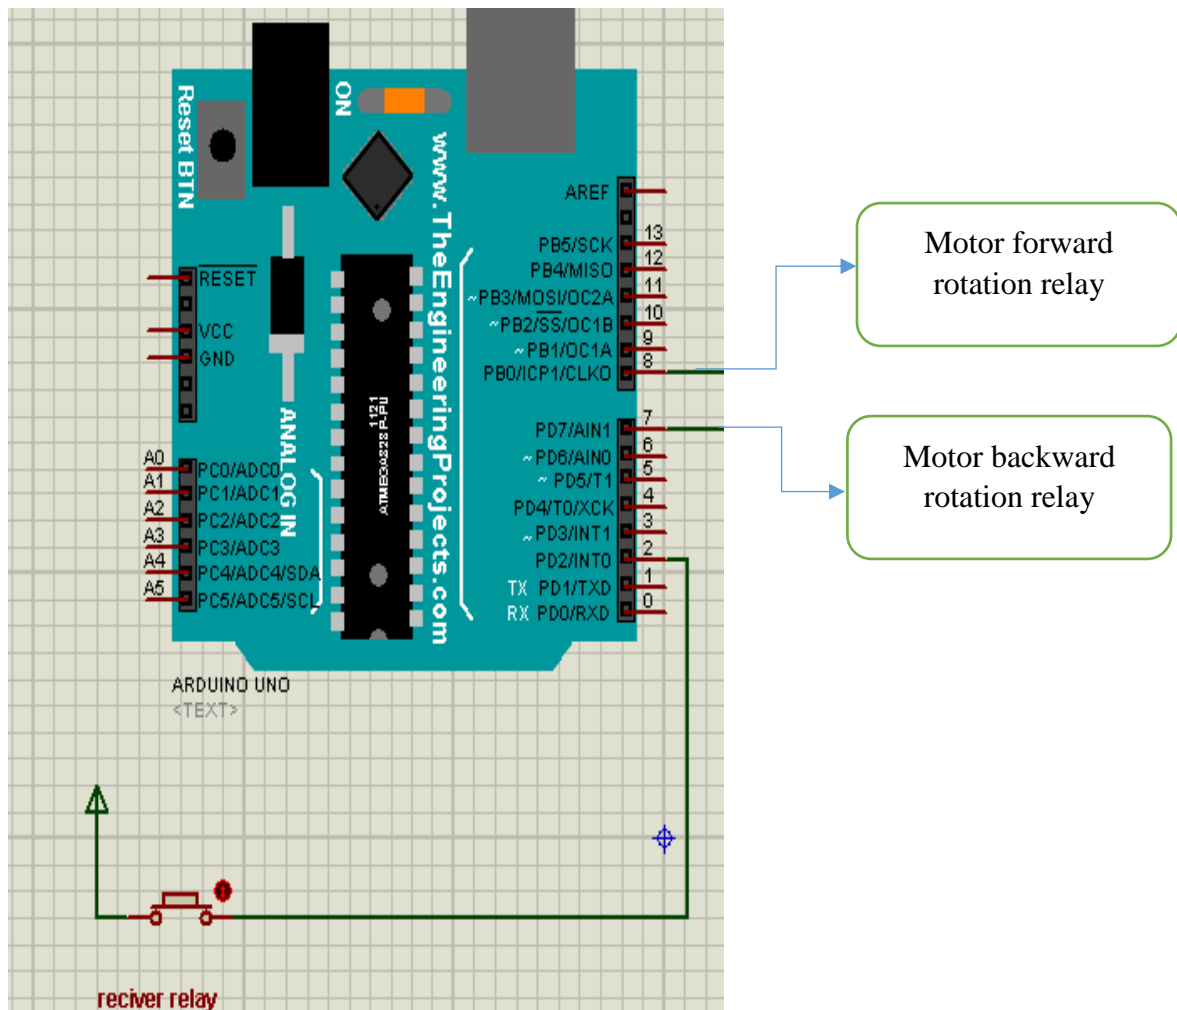 Reset BTN
ON
www.TheEngineeringProjects.com
RESET
VCC
GND
ANALOG IN
A0 PC0/ADC0
A1 PC1/ADC1
A2 PC2/ADC2
A3 PC3/ADC3
A4 PC4/ADC4/SDA
A5 PC5/ADC5/SCL
1121
ATMEGA328 P-PU
AREF
PB5/SCK 13
PB4/MISO 12
~PB3/MOSI/OC2A 11
~PB2/SS/OC1B 10
~PB1/OC1A 9
PB0/ICP1/CLKO 8
PD7/AIN1 7
~PD6/AIN0 6
~PD5/T1 5
PD4/T0/XCK 4
~PD3/INT1 3
PD2/INT0 2
TX PD1/TXD 1
RX PD0/RXD 0
Motor forward
rotation relay
Motor backward
rotation relay
ARDUINO UNO
<TEXT>
reciver relay